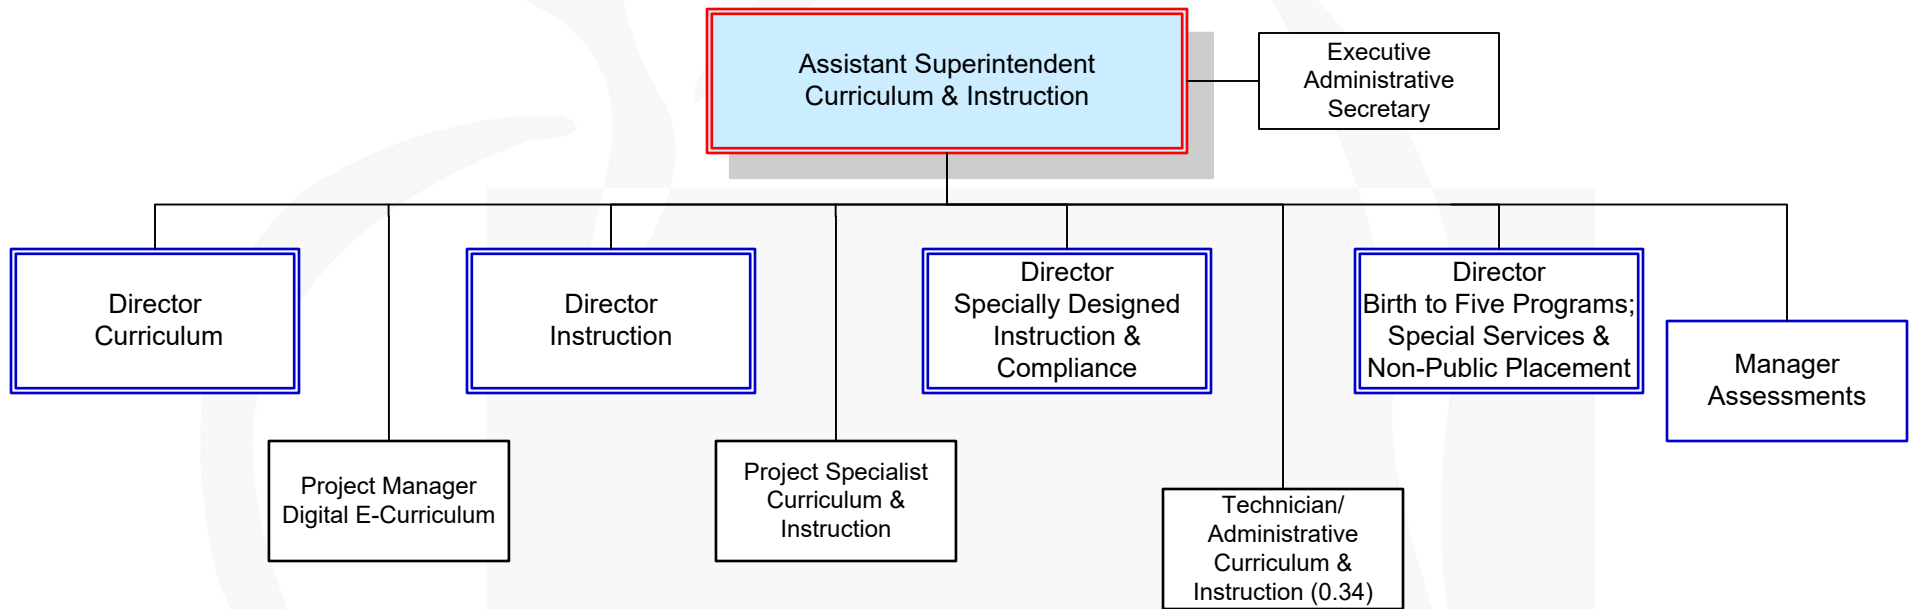 Assistant Superintendent
Curriculum & Instruction
Executive
Administrative
Secretary
Director
Curriculum
Director
Instruction
Director
Specially Designed
Instruction &
Compliance
Director
Birth to Five Programs;
Special Services &
Non-Public Placement
Manager
Assessments
Project Manager
Digital E-Curriculum
Project Specialist
Curriculum &
Instruction
Technician/
Administrative
Curriculum &
Instruction (0.34)